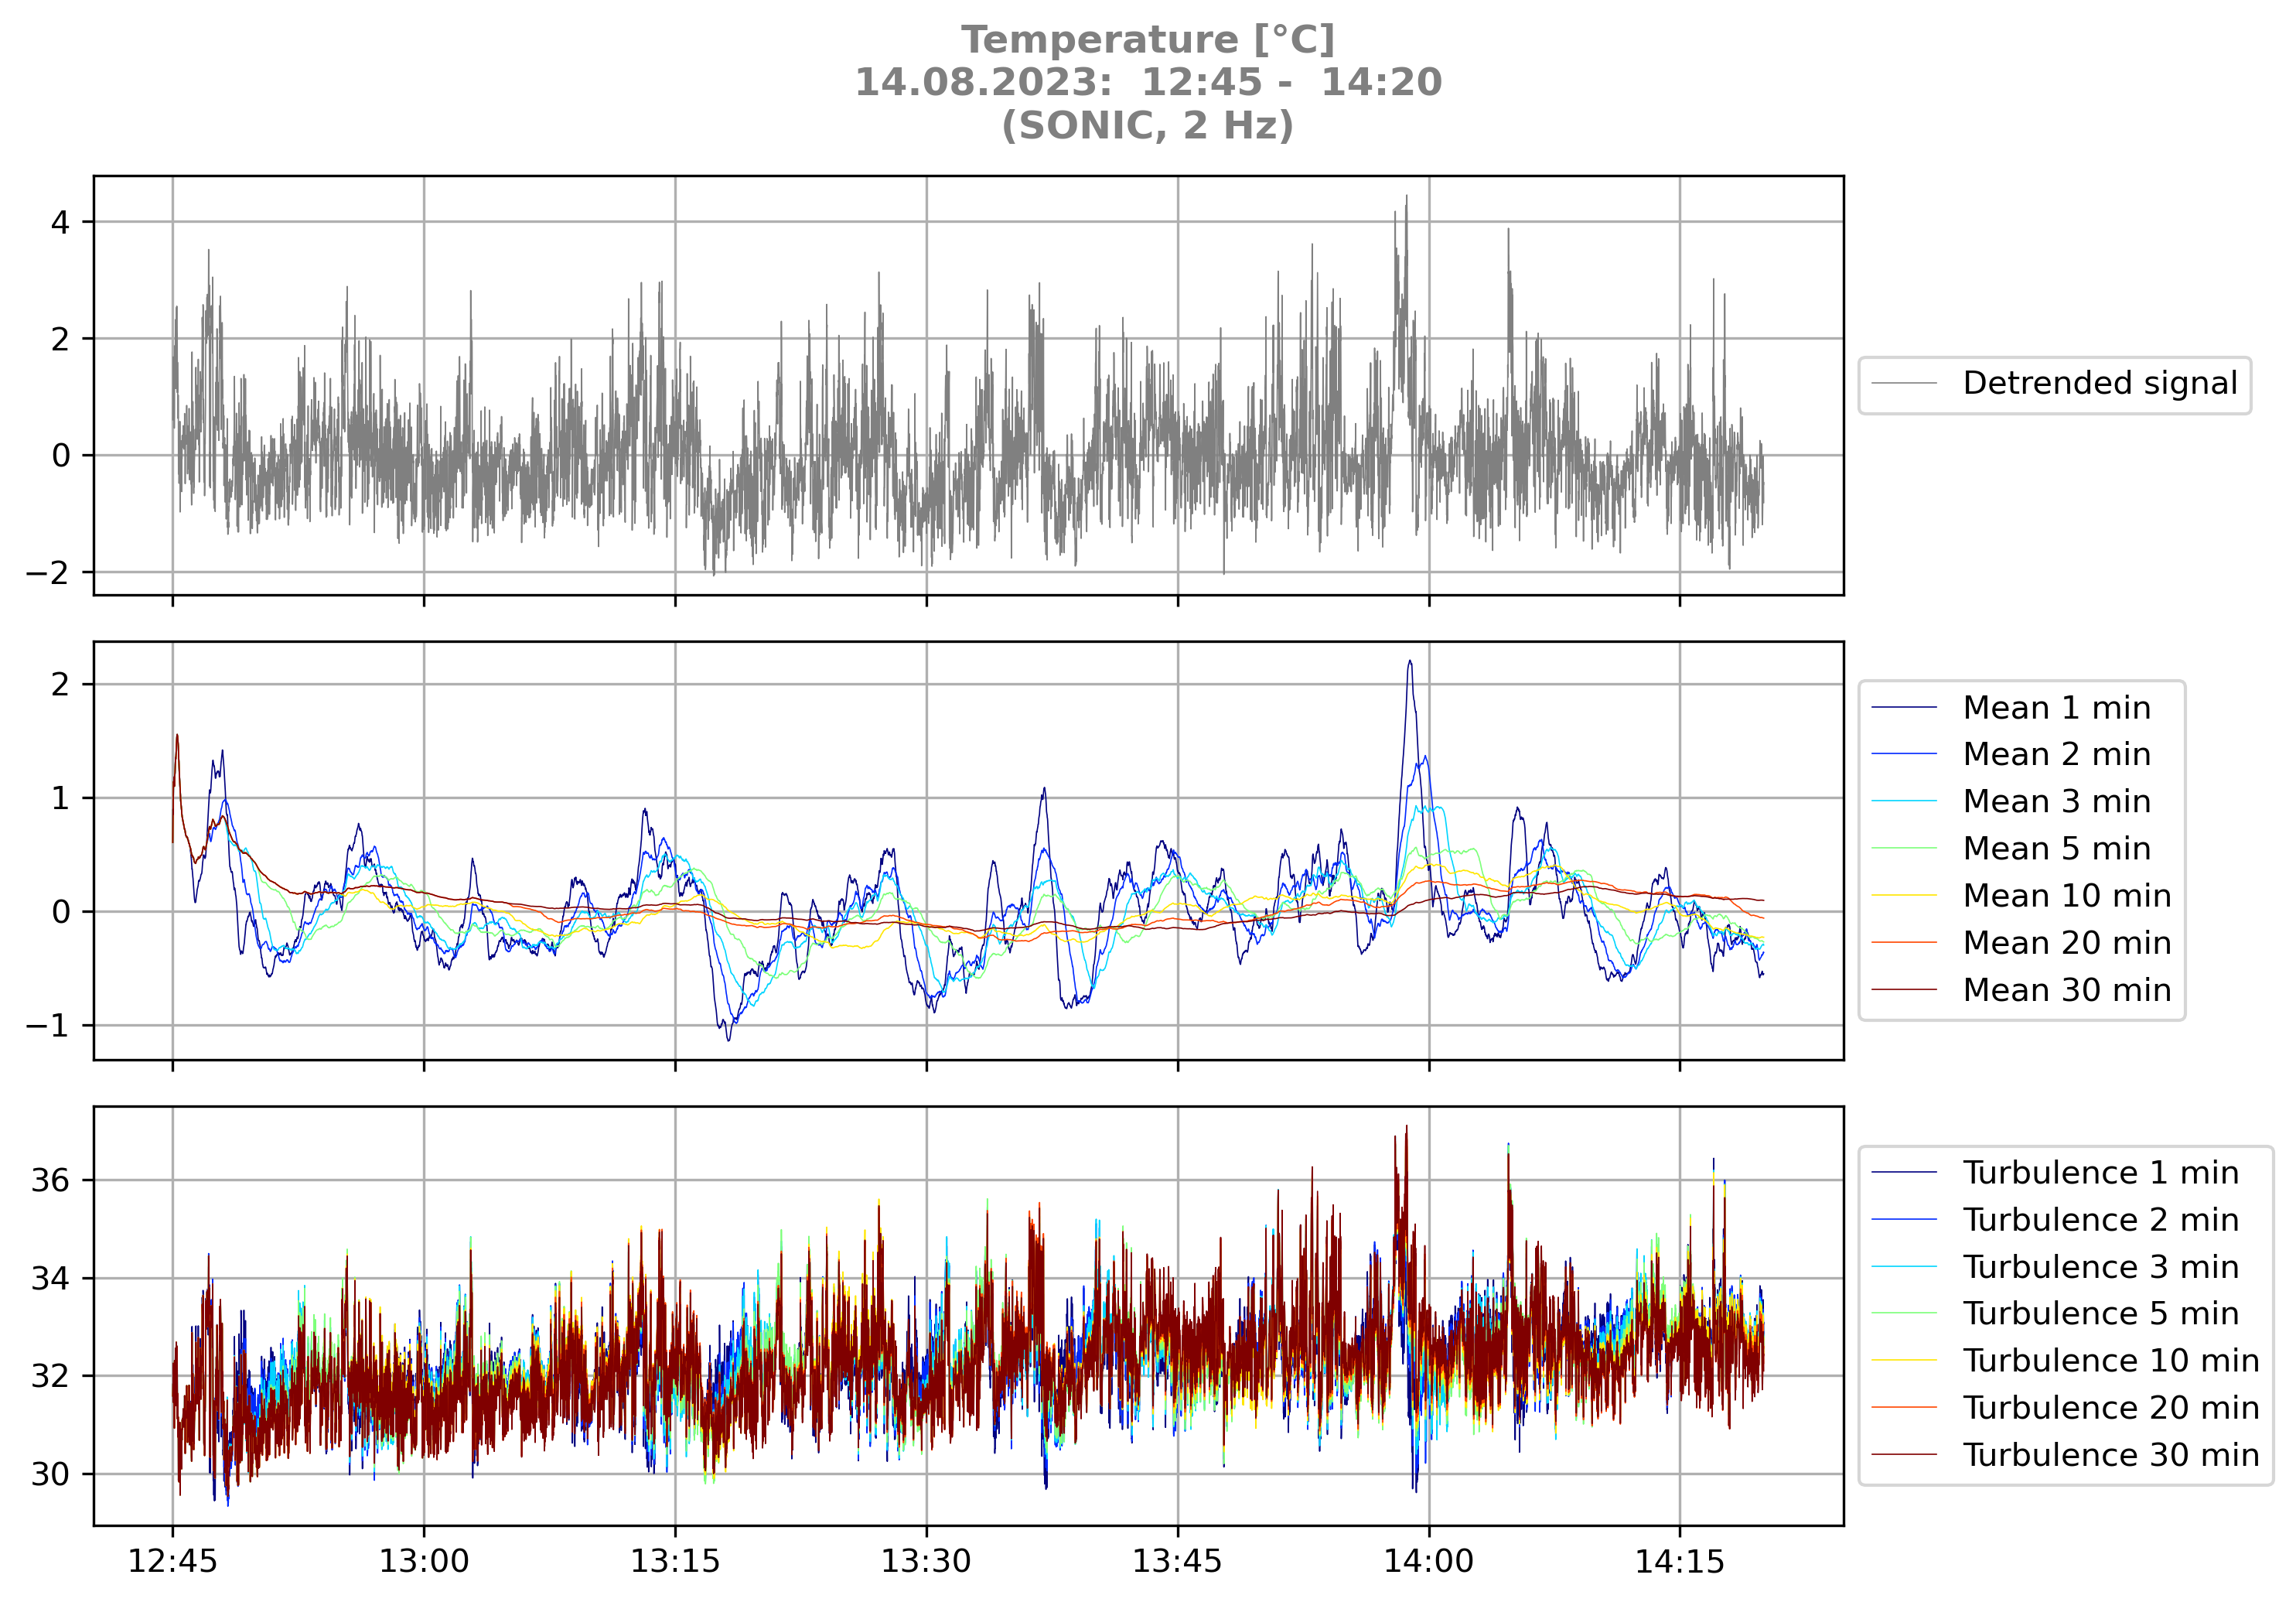 Temperature [°C]
14.08.2023:  12:45 -  14:20
(SONIC, 2 Hz)
4
2
0
−2
Detrended signal
2
1
0
−1
Mean 1 min
Mean 2 min
Mean 3 min
Mean 5 min
Mean 10 min
Mean 20 min
Mean 30 min
36
34
32
30
Turbulence 1 min
Turbulence 2 min
Turbulence 3 min
Turbulence 5 min
Turbulence 10 min
Turbulence 20 min
Turbulence 30 min
12:45 13:00 13:15 13:30 13:45 14:00 14:15